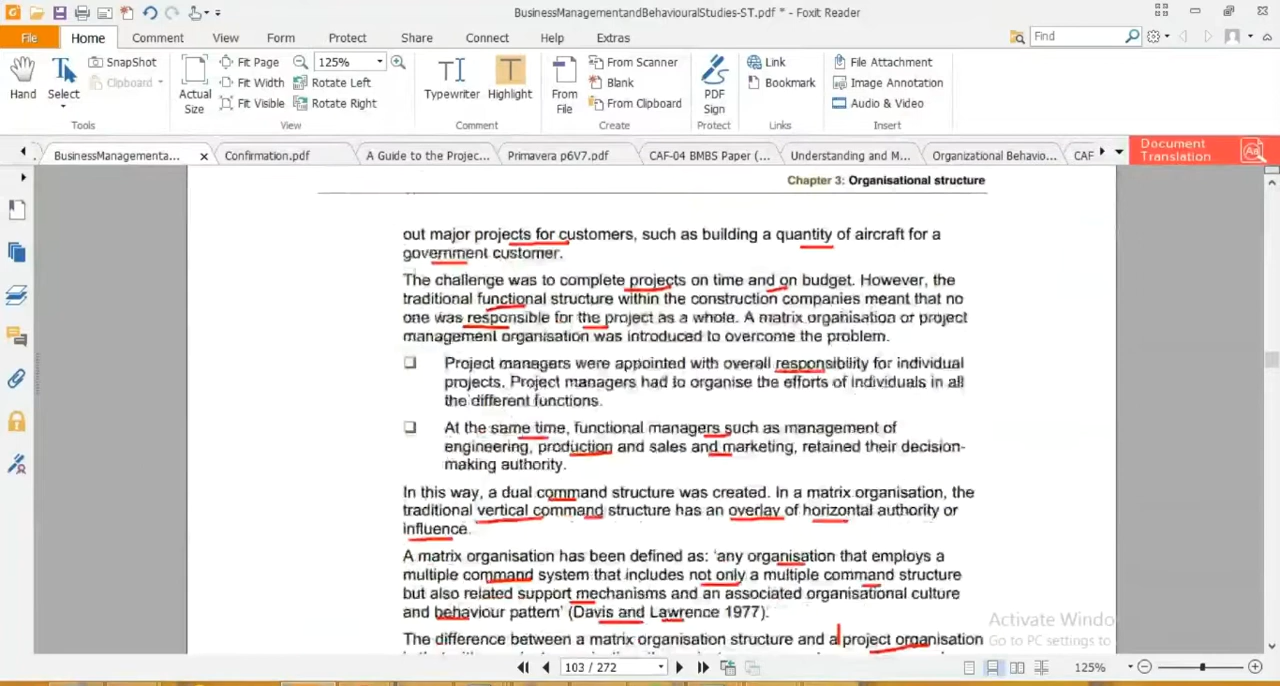 BusinessManagementandBehaviouralStudies-ST.pdf * - Foxit Reader
File Home Comment View Form Protect Share Connect Help Extras Find
Hand Select SnapShot Clipboard Actual Size Fit Page Fit Width Fit Visible 125% Rotate Left Rotate Right Typewriter Highlight From File From Scanner Blank From Clipboard PDF Sign Link Bookmark File Attachment Image Annotation Audio & Video
Tools View Comment Create Protect Links Insert
BusinessManagementa... Confirmation.pdf A Guide to the Projec... Primavera p6V7.pdf CAF-04 BMBS Paper (... Understanding and M... Organizational Behavio... CAF Document Translation
Chapter 3: Organisational structure
out major projects for customers, such as building a quantity of aircraft for a
government customer.
The challenge was to complete projects on time and on budget. However, the
traditional functional structure within the construction companies meant that no
one was responsible for the project as a whole. A matrix organisation or project
management organisation was introduced to overcome the problem.
Project managers were appointed with overall responsibility for individual
projects. Project managers had to organise the efforts of individuals in all
the different functions.
At the same time, functional managers such as management of
engineering, production and sales and marketing, retained their decision-
making authority.
In this way, a dual command structure was created. In a matrix organisation, the
traditional vertical command structure has an overlay of horizontal authority or
influence.
A matrix organisation has been defined as: ‘any organisation that employs a
multiple command system that includes not only a multiple command structure
but also related support mechanisms and an associated organisational culture
and behaviour pattern’ (Davis and Lawrence 1977).
Activate Windo
Go to PC settings to
The difference between a matrix organisation structure and a project organisation
103 / 272 125%